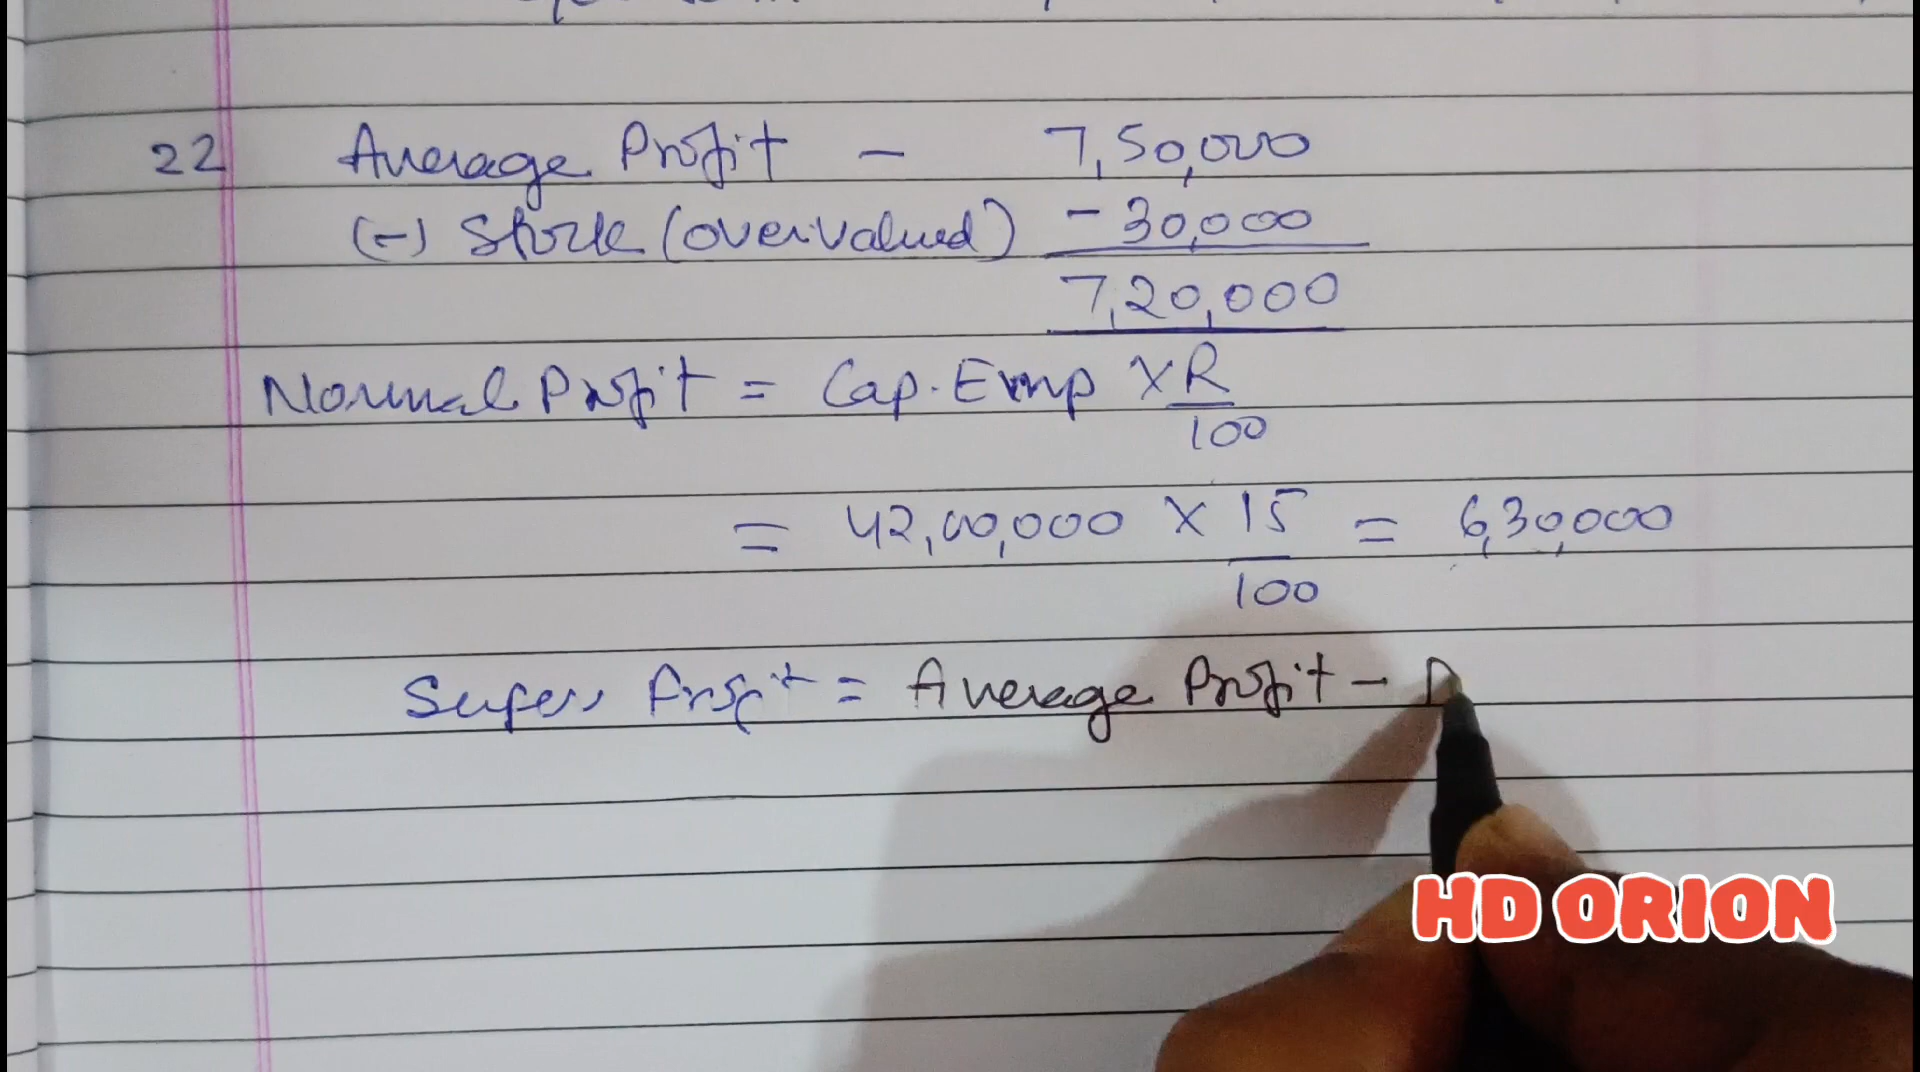 22 Average Profit - 7,50,000
(-) Stock (overvalued) - 30,000
7,20,000
Normal Profit = Cap. Emp X R
100
= 42,00,000 X 15 = 6,30,000
100
Super Profit = Average Profit -
HD ORION